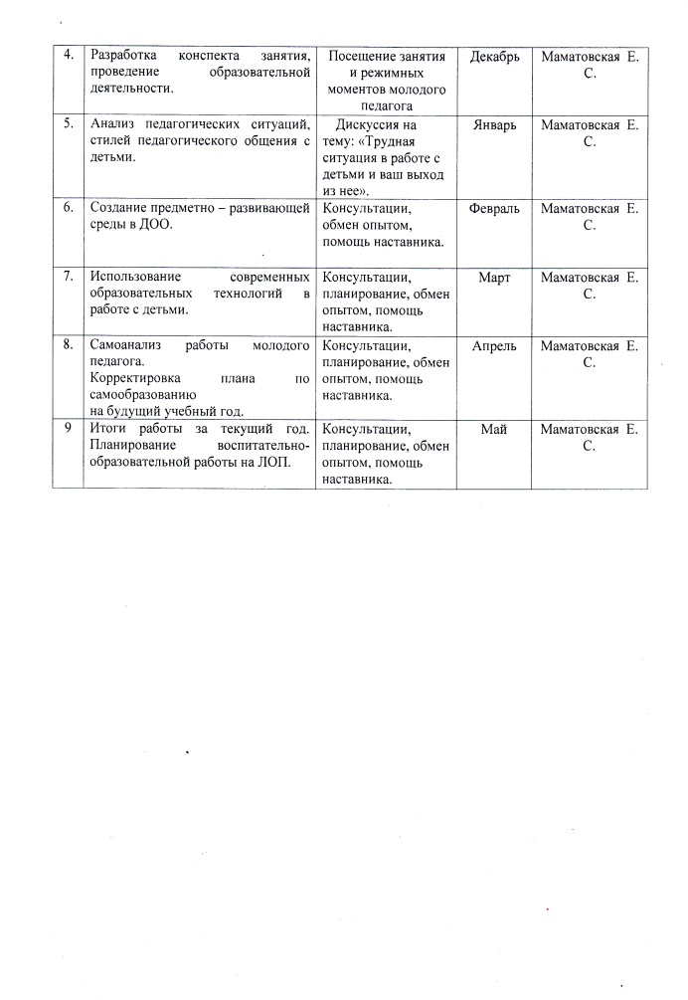 4.
Разработка конспекта занятия,
проведение образовательной
деятельности.
Посещение занятия
и режимных
моментов молодого
педагога
Декабрь
Маматовская Е.
С.
5.
Анализ педагогических ситуаций,
стилей педагогического общения с
детьми.
Дискуссия на
тему: «Трудная
ситуация в работе с
детьми и ваш выход
из нее».
Январь
Маматовская Е.
С.
6.
Создание предметно – развивающей
среды в ДОО.
Консультации,
обмен опытом,
помощь наставника.
Февраль
Маматовская Е.
С.
7.
Использование современных
образовательных технологий в
работе с детьми.
Консультации,
планирование, обмен
опытом, помощь
наставника.
Март
Маматовская Е.
С.
8.
Самоанализ работы молодого
педагога.
Корректировка плана по
самообразованию
на будущий учебный год.
Консультации,
планирование, обмен
опытом, помощь
наставника.
Апрель
Маматовская Е.
С.
9
Итоги работы за текущий год.
Планирование воспитательно-
образовательной работы на ЛОП.
Консультации,
планирование, обмен
опытом, помощь
наставника.
Май
Маматовская Е.
С.